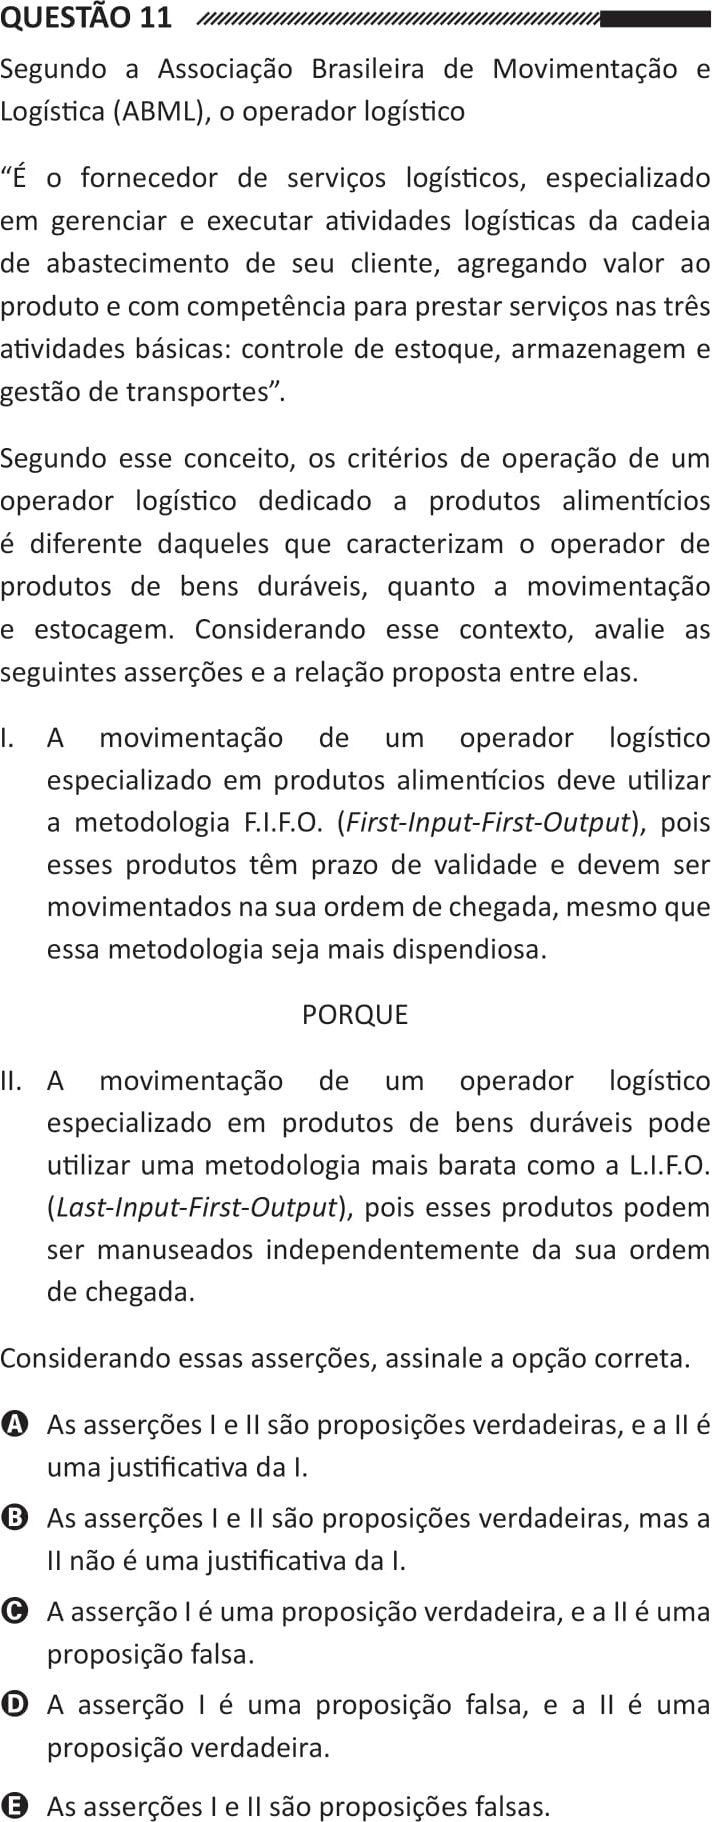 QUESTÃO 11
Segundo a Associação Brasileira de Movimentação e
Logística (ABML), o operador logístico
“É o fornecedor de serviços logísticos, especializado
em gerenciar e executar atividades logísticas da cadeia
de abastecimento de seu cliente, agregando valor ao
produto e com competência para prestar serviços nas três
atividades básicas: controle de estoque, armazenagem e
gestão de transportes”.
Segundo esse conceito, os critérios de operação de um
operador logístico dedicado a produtos alimentícios
é diferente daqueles que caracterizam o operador de
produtos de bens duráveis, quanto a movimentação
e estocagem. Considerando esse contexto, avalie as
seguintes asserções e a relação proposta entre elas.
I. A movimentação de um operador logístico
especializado em produtos alimentícios deve utilizar
a metodologia F.I.F.O. (First-Input-First-Output), pois
esses produtos têm prazo de validade e devem ser
movimentados na sua ordem de chegada, mesmo que
essa metodologia seja mais dispendiosa.
PORQUE
II. A movimentação de um operador logístico
especializado em produtos de bens duráveis pode
utilizar uma metodologia mais barata como a L.I.F.O.
(Last-Input-First-Output), pois esses produtos podem
ser manuseados independentemente da sua ordem
de chegada.
Considerando essas asserções, assinale a opção correta.
A As asserções I e II são proposições verdadeiras, e a II é
uma justificativa da I.
B As asserções I e II são proposições verdadeiras, mas a
II não é uma justificativa da I.
C A asserção I é uma proposição verdadeira, e a II é uma
proposição falsa.
D A asserção I é uma proposição falsa, e a II é uma
proposição verdadeira.
E As asserções I e II são proposições falsas.